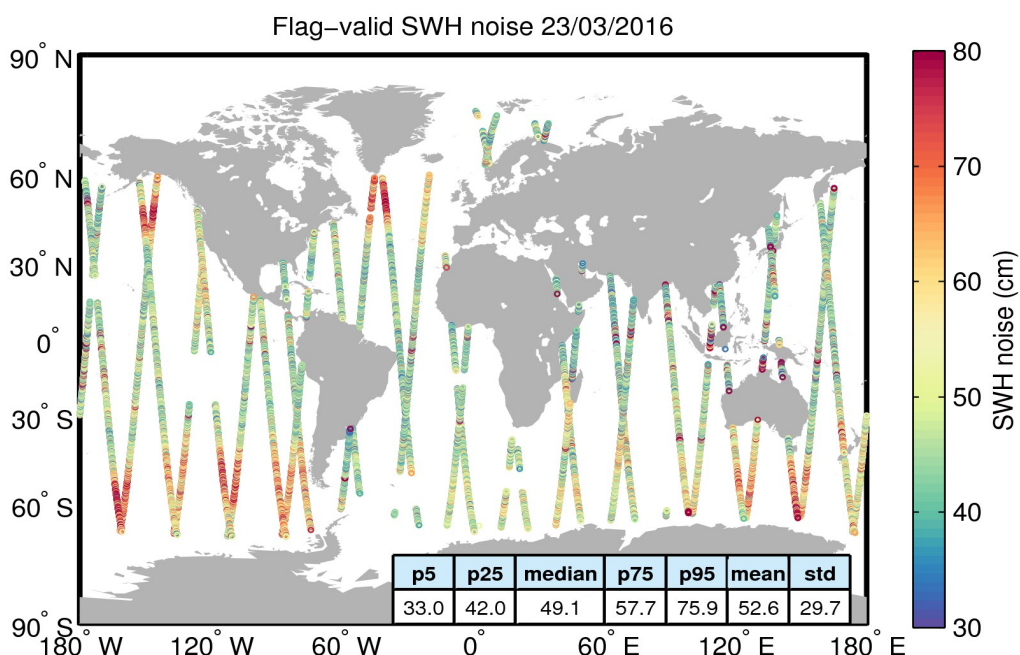 Flag−valid SWH noise 23/03/2016
90° N
60° N
30° N
0°
30° S
60° S
90° S
180° W
120° W
60° W
0°
60° E
120° E
180° E
p5 p25 median p75 p95 mean std
33.0 42.0 49.1 57.7 75.9 52.6 29.7
80
70
60
50
40
30
SWH noise (cm)